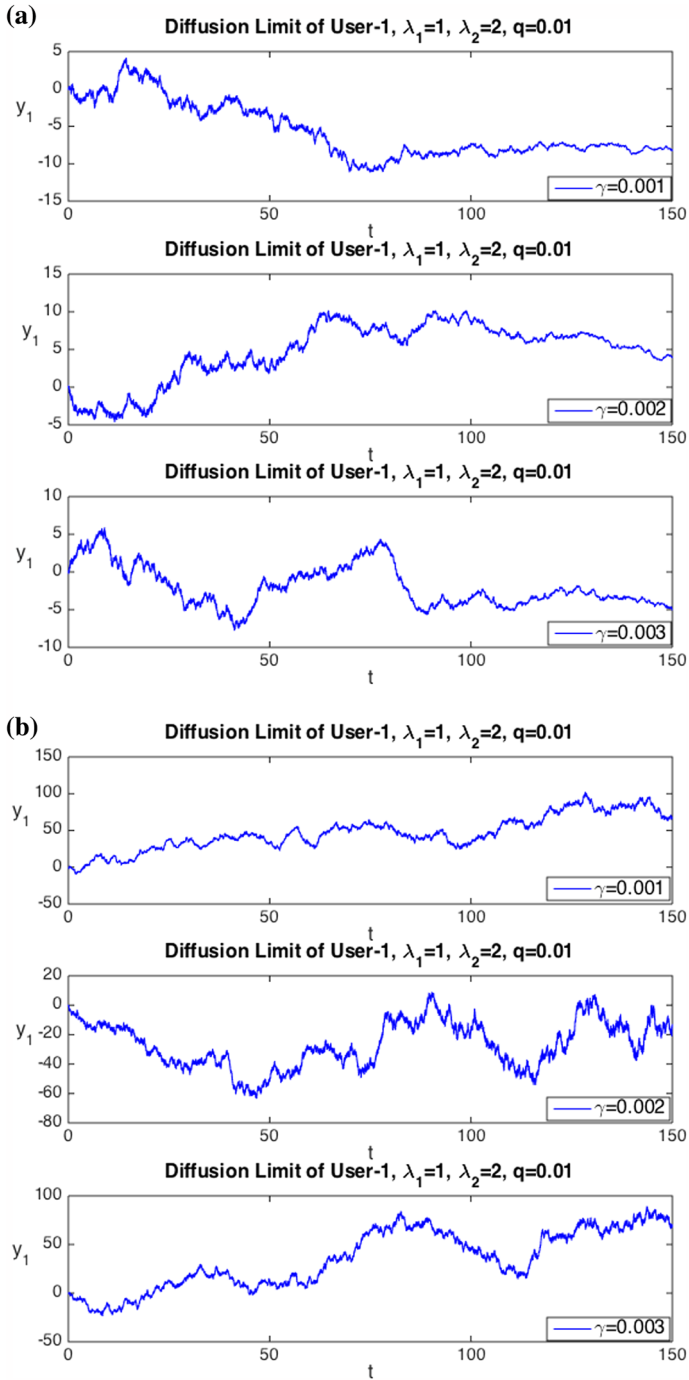 (a)
Diffusion Limit of User-1, λ1=1, λ2=2, q=0.01
5
0
-5
-10
-15
y1
0 50 100 150
t
γ=0.001
Diffusion Limit of User-1, λ1=1, λ2=2, q=0.01
15
10
5
0
-5
y1
0 50 100 150
t
γ=0.002
Diffusion Limit of User-1, λ1=1, λ2=2, q=0.01
10
5
0
-5
-10
y1
0 50 100 150
t
γ=0.003
(b)
Diffusion Limit of User-1, λ1=1, λ2=2, q=0.01
150
100
50
0
-50
y1
0 50 100 150
t
γ=0.001
Diffusion Limit of User-1, λ1=1, λ2=2, q=0.01
20
0
-20
-40
-60
-80
y1
0 50 100 150
t
γ=0.002
Diffusion Limit of User-1, λ1=1, λ2=2, q=0.01
100
50
0
-50
y1
0 50 100 150
t
γ=0.003